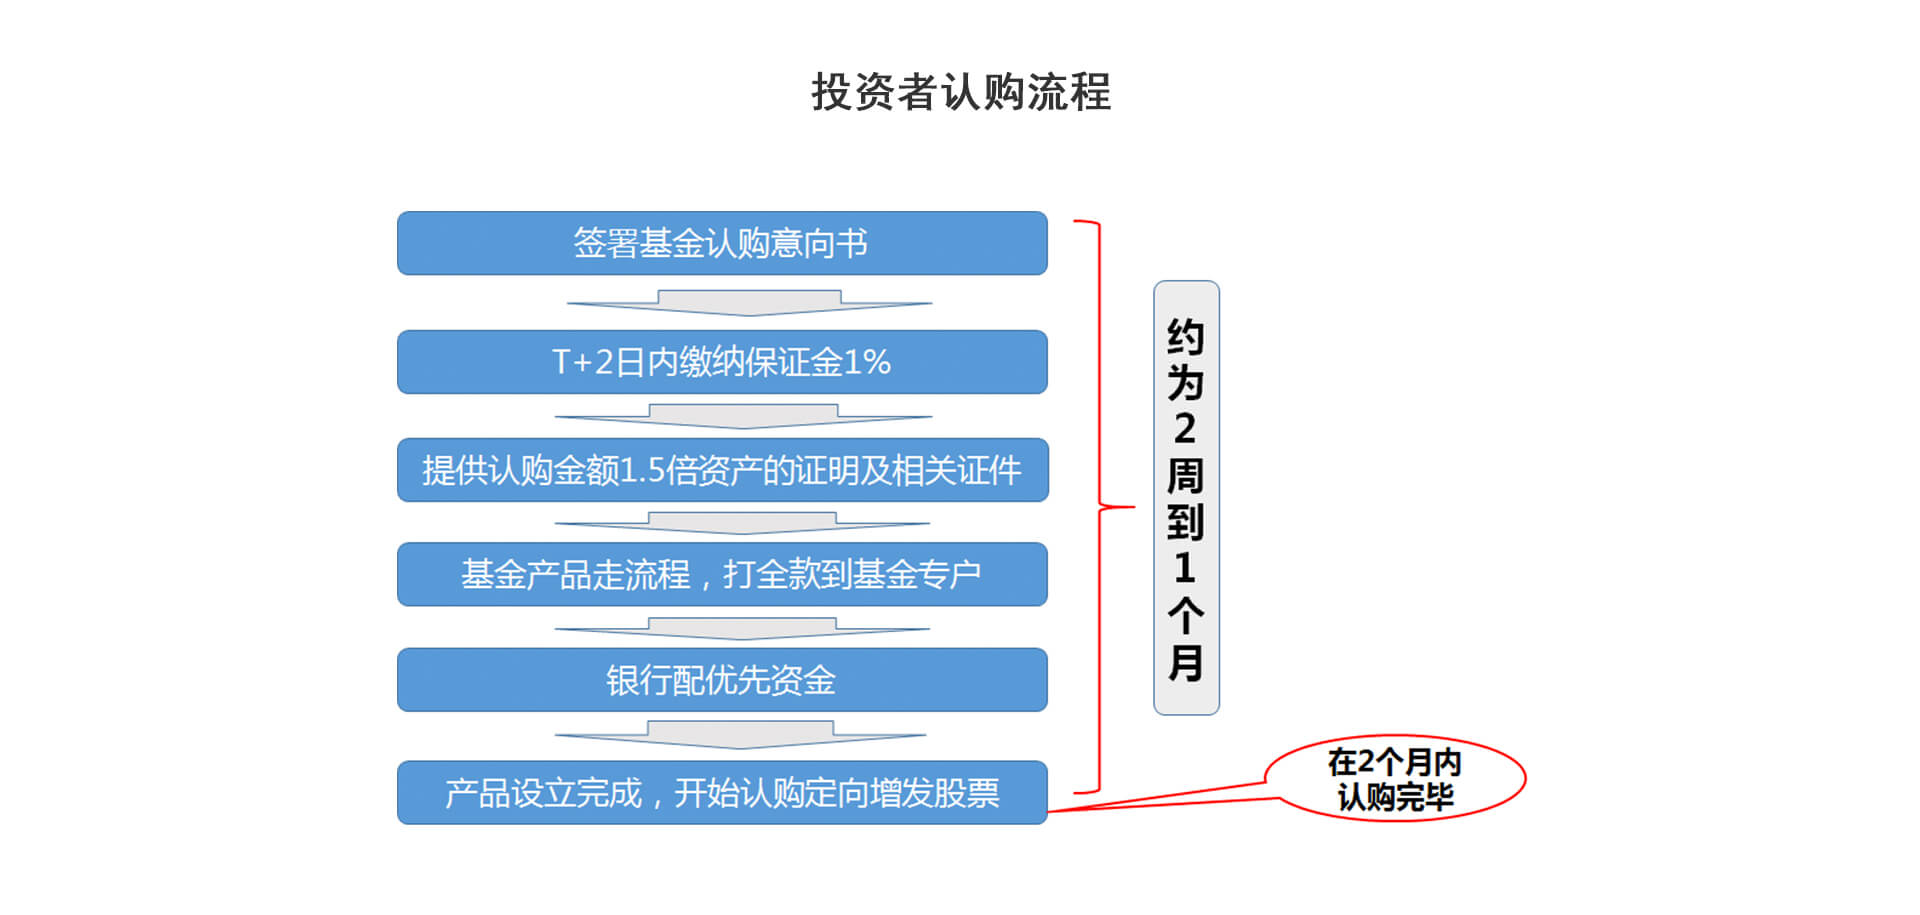 投资者认购流程
签署基金认购意向书
T+2日内缴纳保证金1%
提供认购金额1.5倍资产的证明及相关证件
基金产品走流程，打全款到基金专户
银行配优先资金
产品设立完成，开始认购定向增发股票
约为2周到1个月
在2个月内
认购完毕